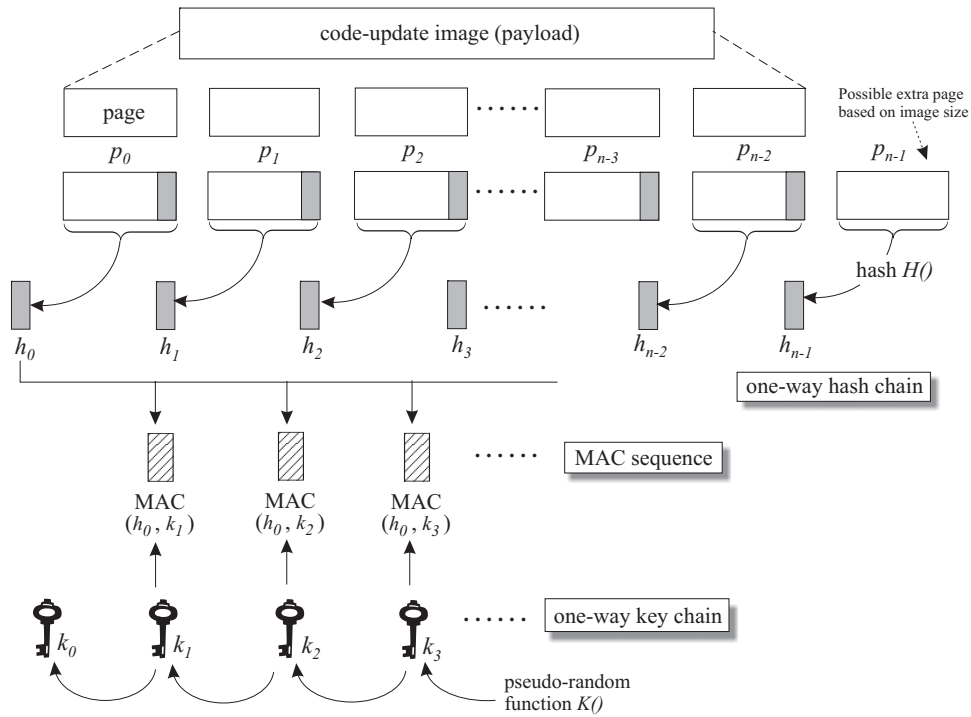 code-update image (payload)
Possible extra page
based on image size
page
p0 p1 p2 ...... pn-3 pn-2 pn-1
......
hash H()
......
h0 h1 h2 h3 hn-2 hn-1
one-way hash chain
...... MAC sequence
MAC MAC MAC
(h0 , k1) (h0 , k2) (h0 , k3)
...... one-way key chain
k0 k1 k2 k3
pseudo-random
function K()